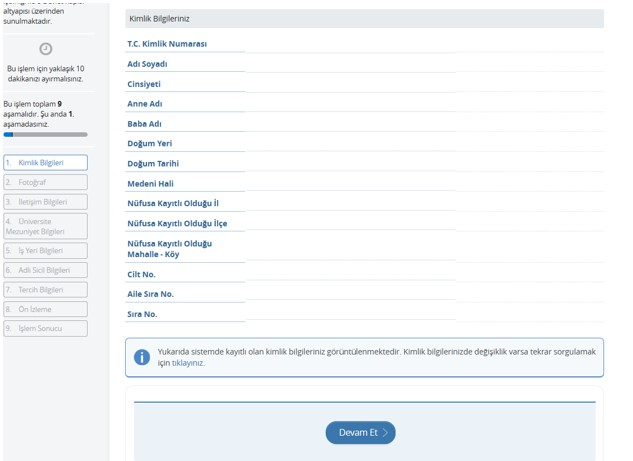 altyapısı üzerinden
sunulmaktadır.
Bu işlem için yaklaşık 10
dakikanızı ayırmalısınız.
Bu işlem toplam 9
aşamalıdır. Şu anda 1.
aşamadasınız.
1. Kimlik Bilgileri
2. Fotoğraf
3. İletişim Bilgileri
4. Üniversite
Mezuniyet Bilgileri
5. İş Yeri Bilgileri
6. Adli Sicil Bilgileri
7. Tercih Bilgileri
8. Ön İzleme
9. İşlem Sonucu
Kimlik Bilgileriniz
T.C. Kimlik Numarası
Adı Soyadı
Cinsiyeti
Anne Adı
Baba Adı
Doğum Yeri
Doğum Tarihi
Medeni Hali
Nüfusa Kayıtlı Olduğu İl
Nüfusa Kayıtlı Olduğu İlçe
Nüfusa Kayıtlı Olduğu
Mahalle - Köy
Cilt No.
Aile Sıra No.
Sıra No.
Yukarıda sistemde kayıtlı olan kimlik bilgileriniz görüntülenmektedir. Kimlik bilgilerinizde değişiklik varsa tekrar sorgulamak
için tıklayınız.
Devam Et